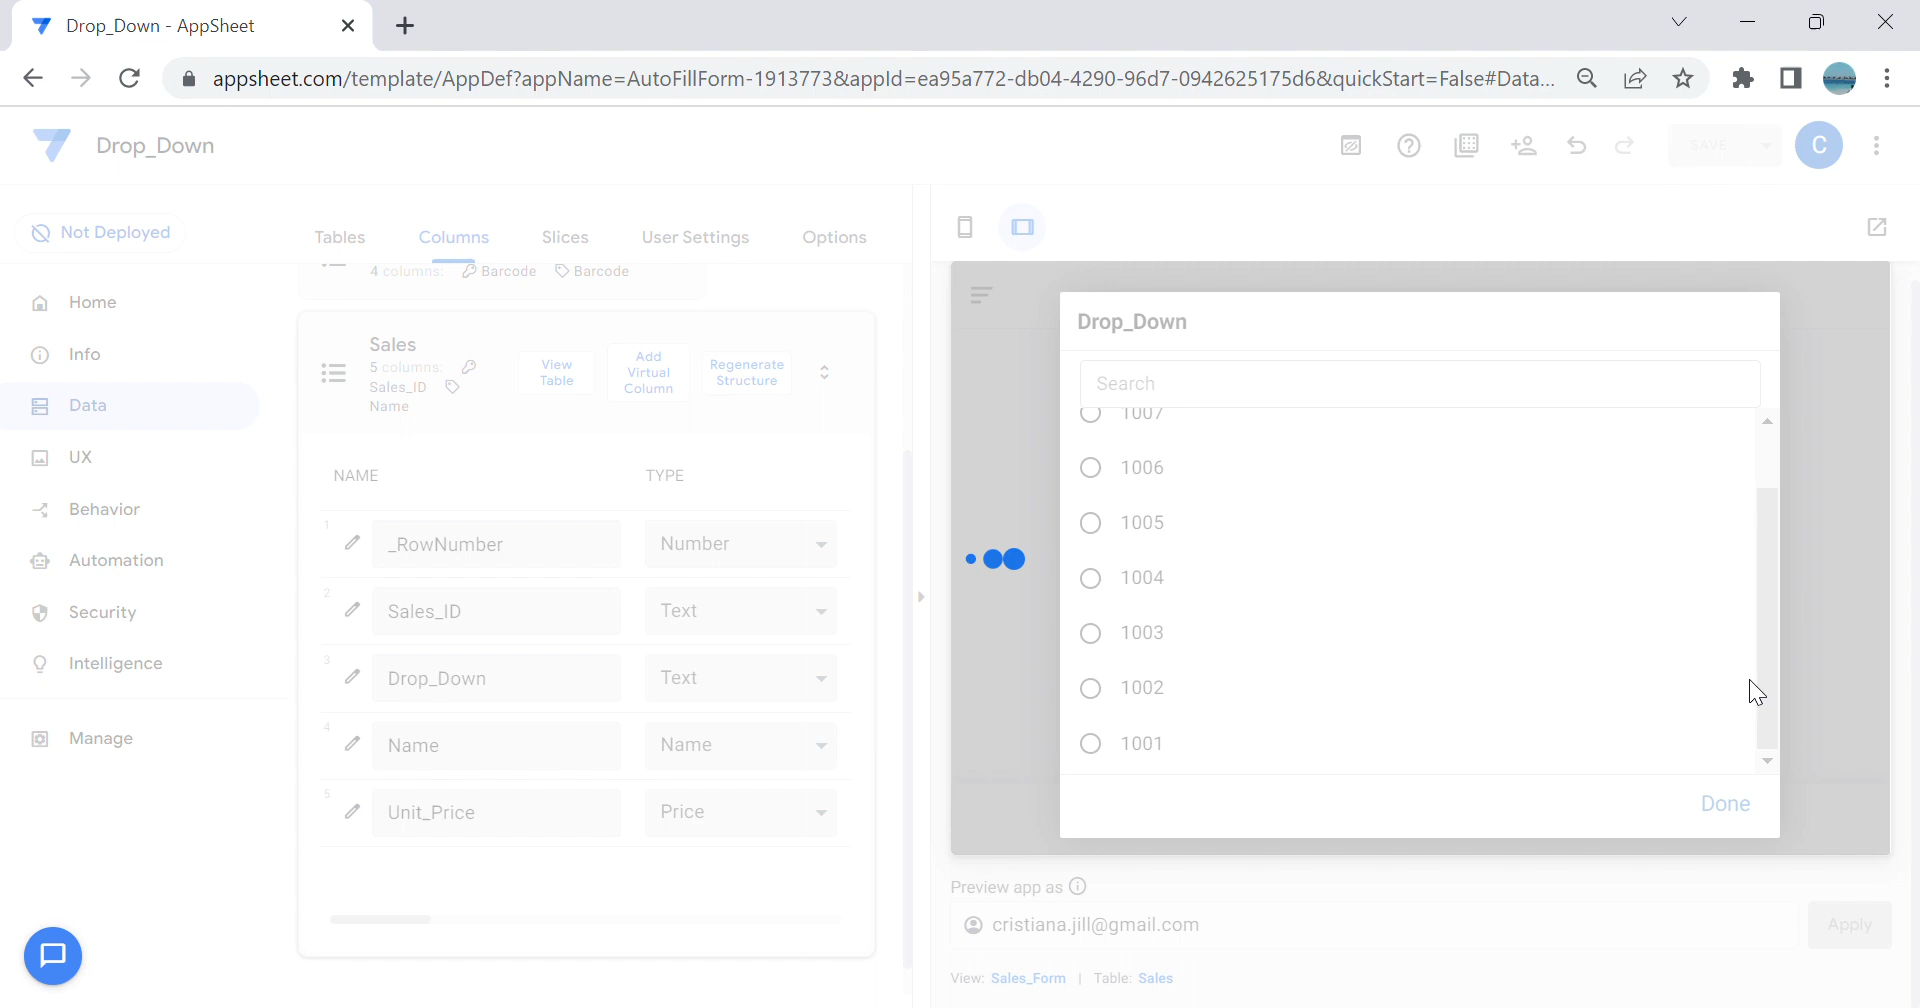 Drop_Down - AppSheet
appsheet.com/template/AppDef?appName=AutoFillForm-1913773&appId=ea95a772-db04-4290-96d7-0942625175d6&quickStart=False#Data...
Drop_Down
SAVE
C
Not Deployed
Tables Columns Slices User Settings Options
4 columns: Barcode Barcode
Home
Info
Data
UX
Behavior
Automation
Security
Intelligence
Manage
Sales
5 columns:
Sales_ID
Name
View
Table
Add
Virtual
Column
Regenerate
Structure
NAME TYPE
1 _RowNumber Number
2 Sales_ID Text
3 Drop_Down Text
4 Name Name
5 Unit_Price Price
Drop_Down
Search
1007
1006
1005
1004
1003
1002
1001
Done
Preview app as
cristiana.jill@gmail.com
Apply
View: Sales_Form | Table: Sales